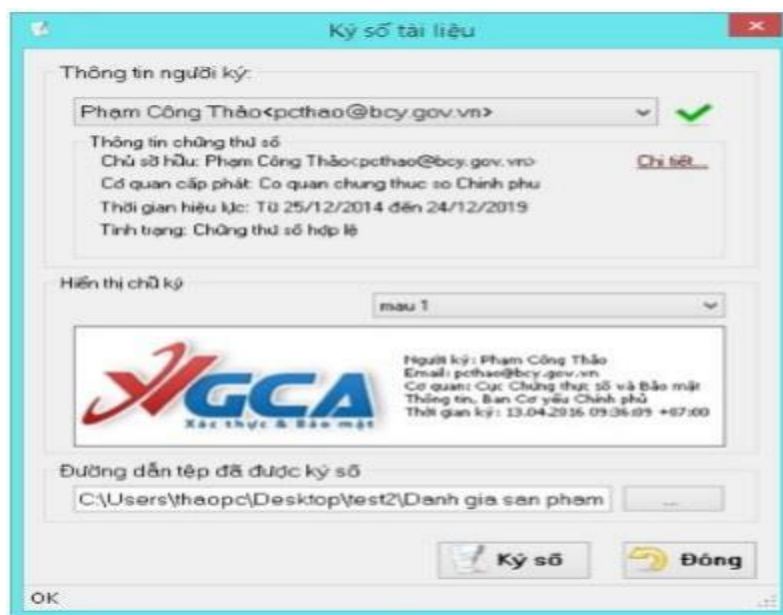 Ký số tài liệu
Thông tin người ký:
Phạm Công Thảo<pcthao@bcy.gov.vn>
Thông tin chứng thư số
Chủ sở hữu: Phạm Công Thảo<pcthao@bcy.gov.vn>
Chi tiết...
Cơ quan cấp phát: Co quan chung thuc so Chinh phu
Thời gian hiệu lực: Từ 25/12/2014 đến 24/12/2019
Tình trạng: Chứng thư số hợp lệ
Hiển thị chữ ký
mau 1
VGCA
Xác thực & Bảo mật
Người ký: Phạm Công Thảo
Email: pcthao@bcy.gov.vn
Cơ quan: Cục Chứng thực số và Bảo mật
Thông tin, Ban Cơ yếu Chính phủ
Thời gian ký: 13.04.2016 09:36:09 +07:00
Đường dẫn tệp đã được ký số
C:\Users\thaopc\Desktop\test2\Danh gia san pham
...
Ký số
Đóng
OK